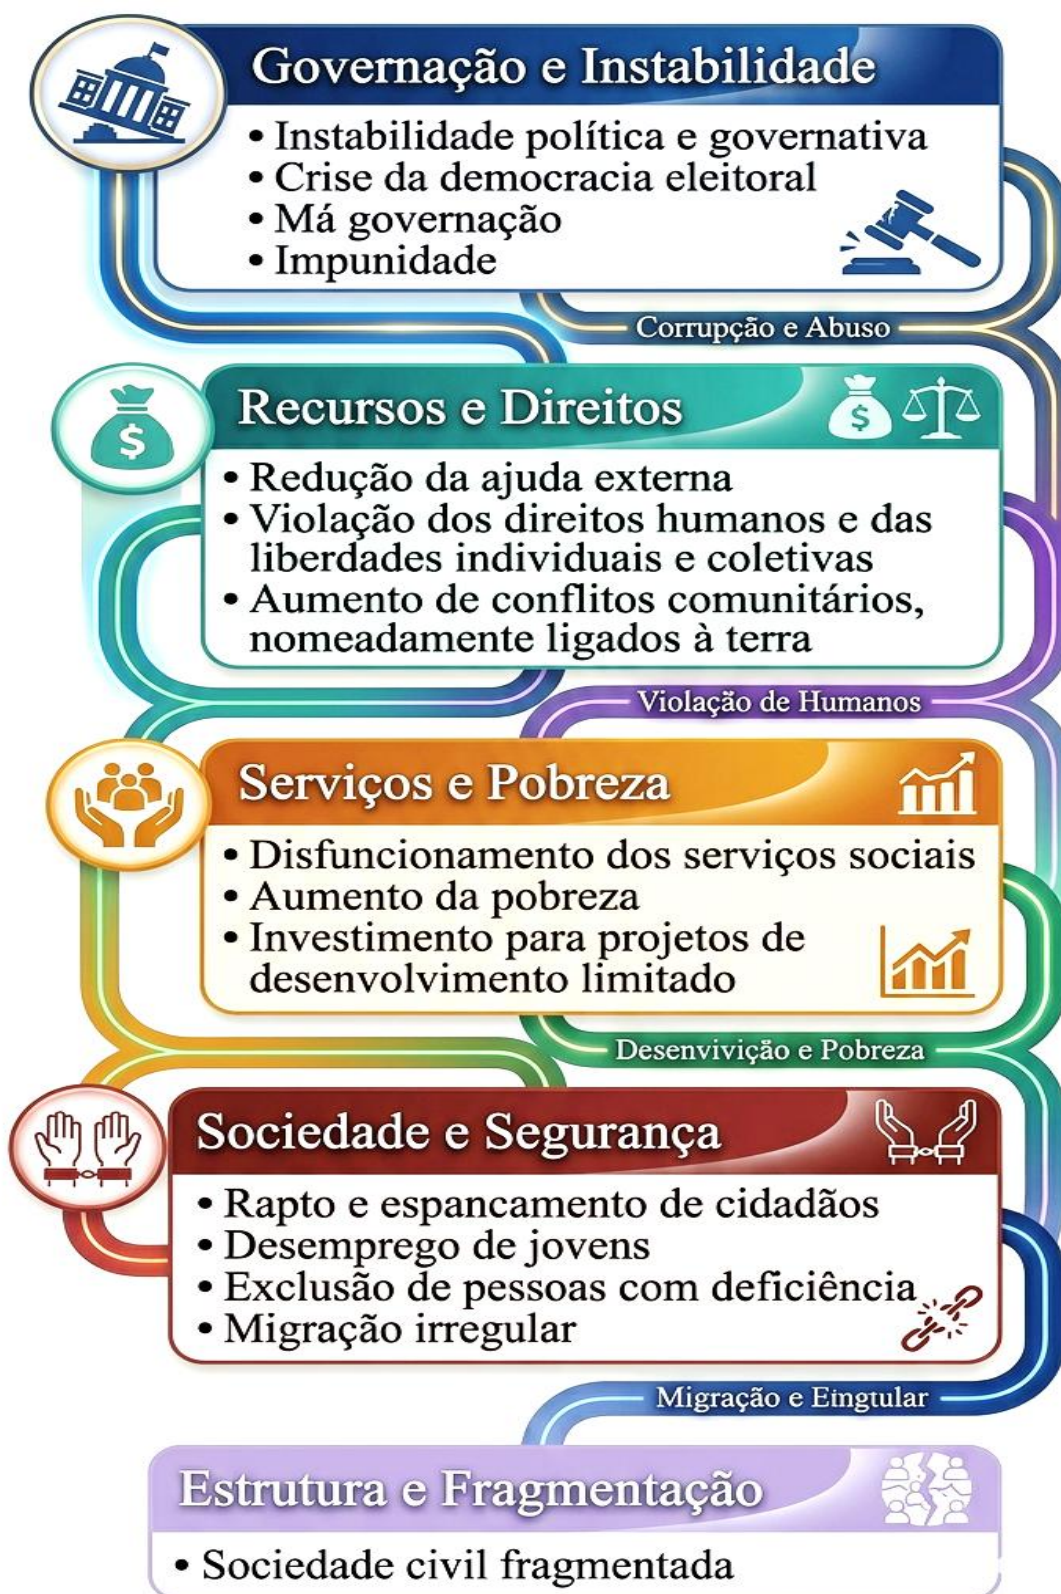 Governação e Instabilidade
• Instabilidade política e governativa
• Crise da democracia eleitoral
• Má governação
• Impunidade
Corrupção e Abuso
Recursos e Direitos
$
$
• Redução da ajuda externa
• Violação dos direitos humanos e das
liberdades individuais e coletivas
• Aumento de conflitos comunitários,
nomeadamente ligados à terra
Violação de Humanos
Serviços e Pobreza
• Disfuncionamento dos serviços sociais
• Aumento da pobreza
• Investimento para projetos de
desenvolvimento limitado
Desenvivição e Pobreza
Sociedade e Segurança
• Rapto e espancamento de cidadãos
• Desemprego de jovens
• Exclusão de pessoas com deficiência
• Migração irregular
Migração e Eingtular
Estrutura e Fragmentação
• Sociedade civil fragmentada